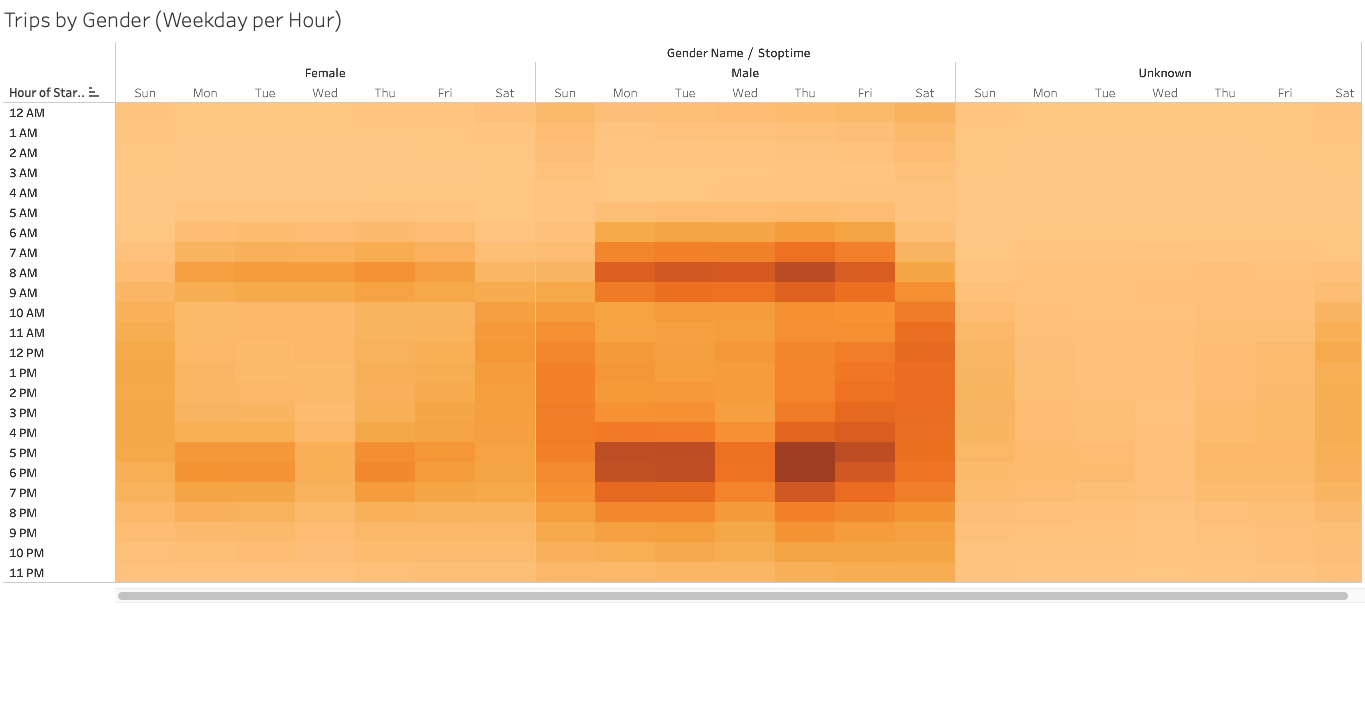 Trips by Gender (Weekday per Hour)
Gender Name / Stoptime
Female Male Unknown
Hour of Star.. Sun Mon Tue Wed Thu Fri Sat Sun Mon Tue Wed Thu Fri Sat Sun Mon Tue Wed Thu Fri Sat
12 AM
1 AM
2 AM
3 AM
4 AM
5 AM
6 AM
7 AM
8 AM
9 AM
10 AM
11 AM
12 PM
1 PM
2 PM
3 PM
4 PM
5 PM
6 PM
7 PM
8 PM
9 PM
10 PM
11 PM